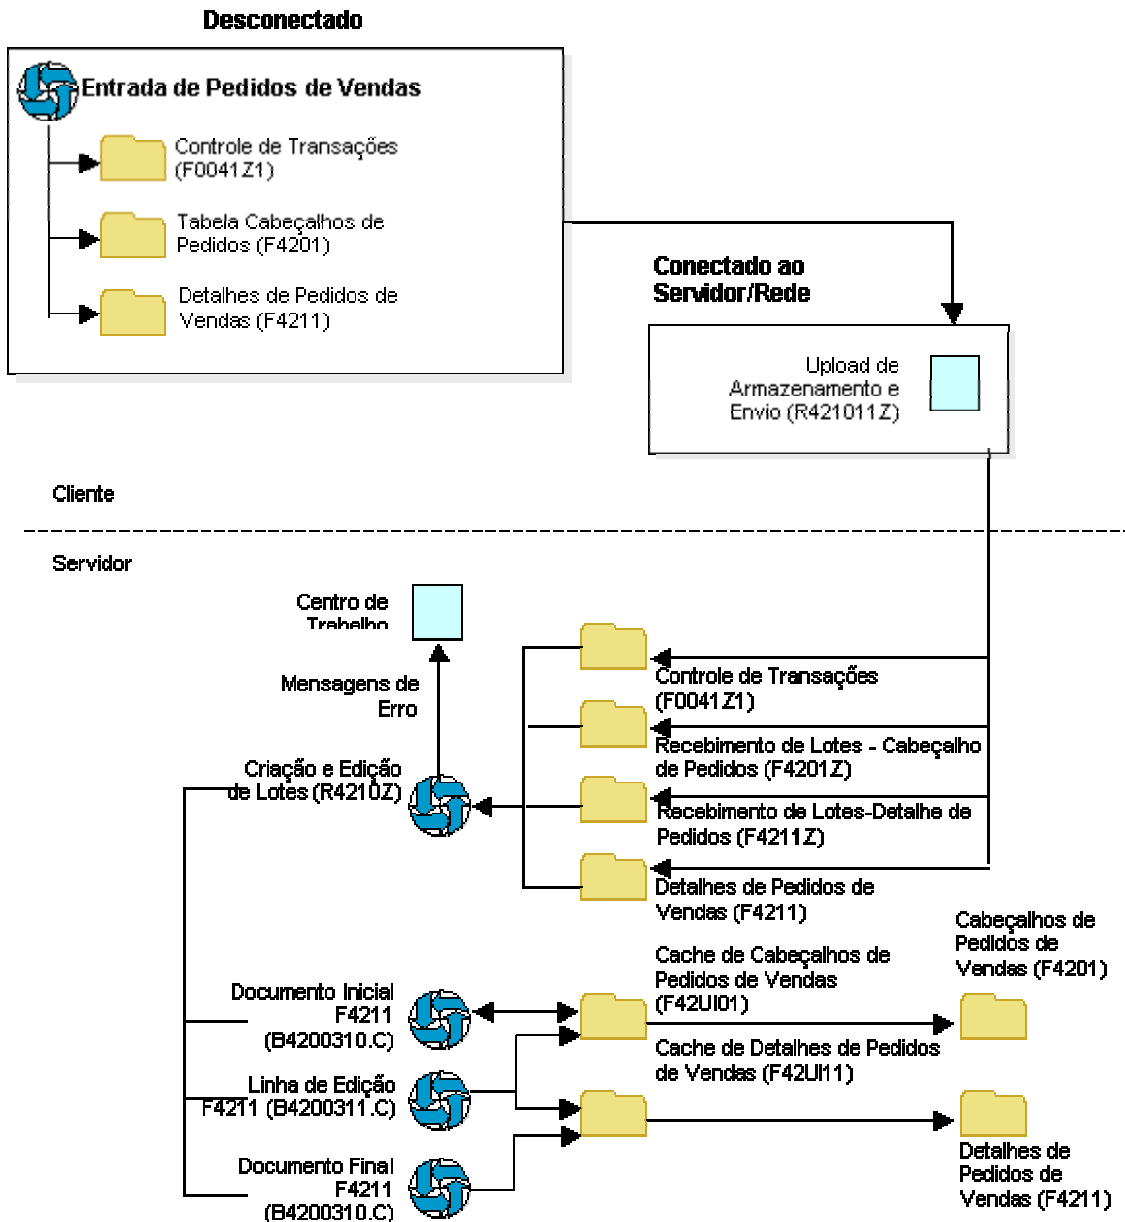 Desconectado
Entrada de Pedidos de Vendas
Controle de Transações
(F0041Z1)
Tabela Cabeçalhos de
Pedidos (F4201)
Detalhes de Pedidos de
Vendas (F4211)
Conectado ao
Servidor/Rede
Upload de
Armazenamento e
Envio (R421011Z)
Cliente
Servidor
Centro de
Trabalho
Mensagens de
Erro
Controle de Transações
(F0041Z1)
Recebimento de Lotes - Cabeçalho
de Pedidos (F4201Z)
Criação e Edição
de Lotes (R4210Z)
Recebimento de Lotes-Detalhe de
Pedidos (F4211Z)
Detalhes de Pedidos de
Vendas (F4211)
Cabeçalhos de
Pedidos de
Vendas (F4201)
Cache de Cabeçalhos de
Pedidos de Vendas
(F42UI01)
Documento Inicial
F4211
(B4200310.C)
Cache de Detalhes de Pedidos
de Vendas (F42UI11)
Linha de Edição
F4211 (B4200311.C)
Documento Final
F4211
(B4200310.C)
Detalhes de
Pedidos de
Vendas (F4211)